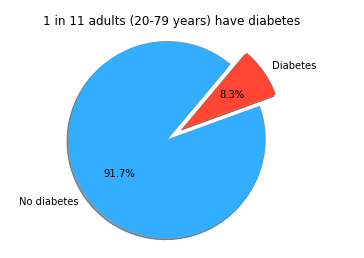 1 in 11 adults (20-79 years) have diabetes
Diabetes
8.3%
91.7%
No diabetes